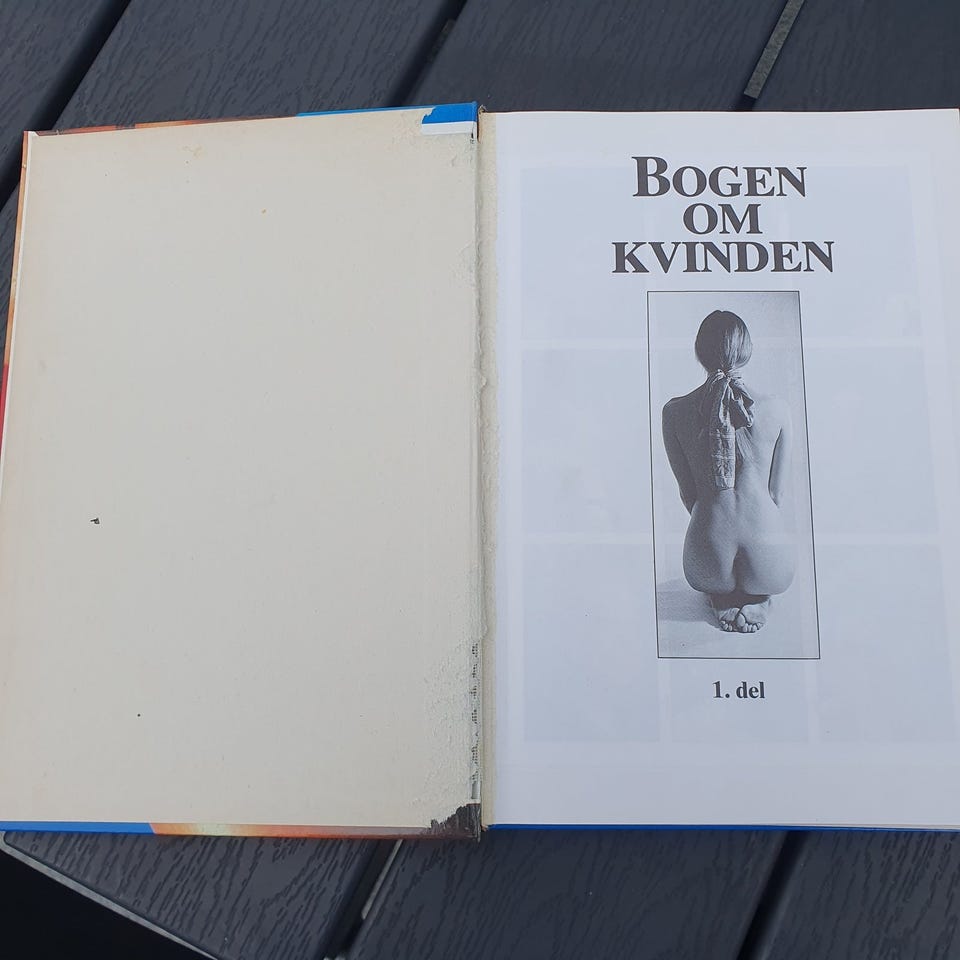 BOGEN
OM
KVINDEN
1. del